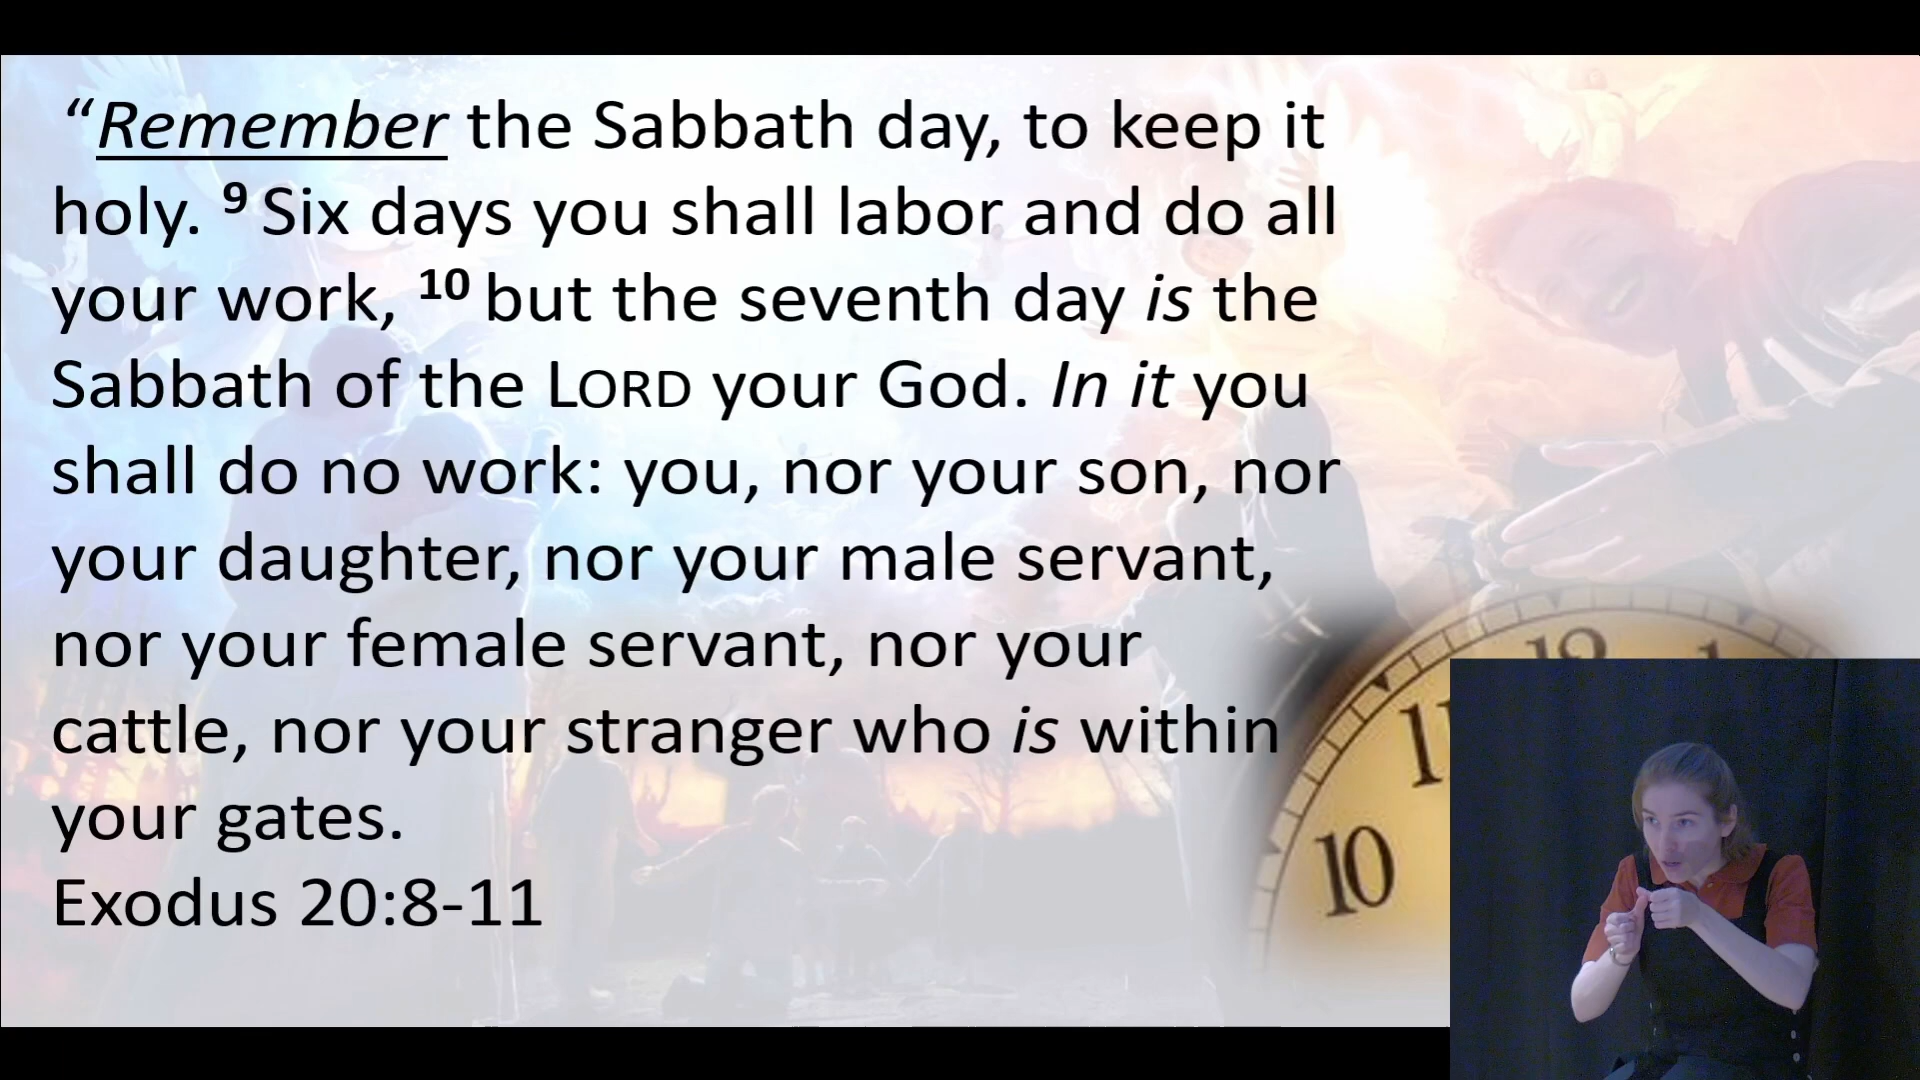 “Remember the Sabbath day, to keep it
holy. 9 Six days you shall labor and do all
your work, 10 but the seventh day is the
Sabbath of the LORD your God. In it you
shall do no work: you, nor your son, nor
your daughter, nor your male servant,
nor your female servant, nor your
cattle, nor your stranger who is within
your gates.
Exodus 20:8-11
12
11
10